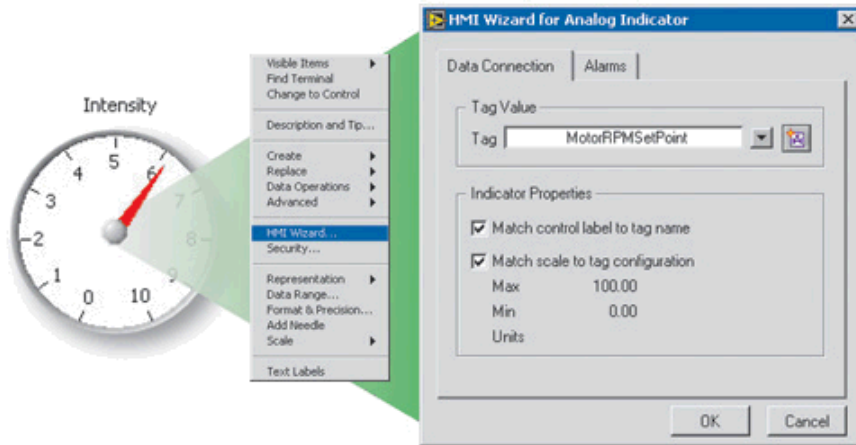 Intensity
0
1
2
3
4
5
6
7
8
9
10
Visible Items
Find Terminal
Change to Control
Description and Tip...
Create
Replace
Data Operations
Advanced
HMI Wizard...
Security...
Representation
Data Range...
Format & Precision...
Add Needle
Scale
Text Labels
HMI Wizard for Analog Indicator
Data Connection
Alarms
Tag Value
Tag MotorRPMSetPoint
Indicator Properties
Match control label to tag name
Match scale to tag configuration
Max 100.00
Min 0.00
Units
OK Cancel